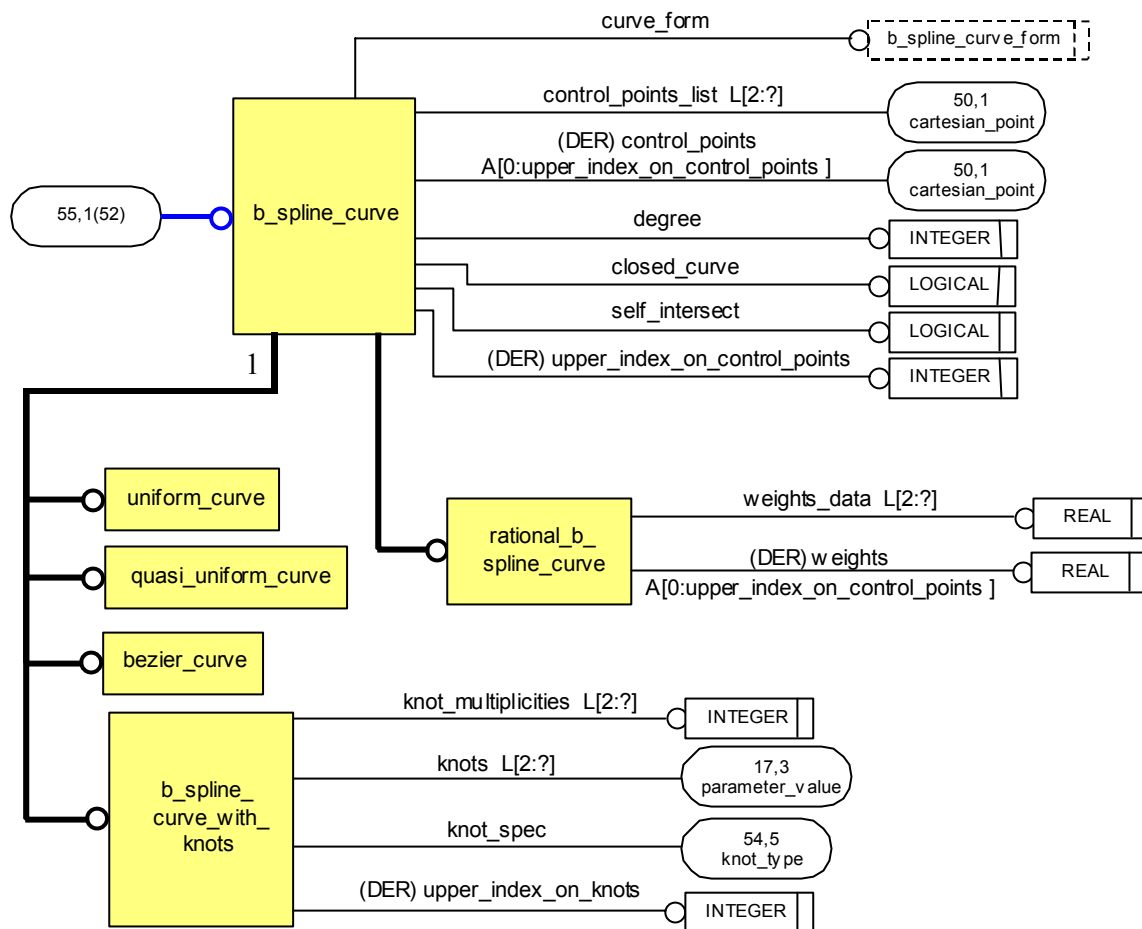 curve_form
b_spline_curve_form
control_points_list L[2:?]
50,1
cartesian_point
(DER) control_points
A[0:upper_index_on_control_points ]
50,1
cartesian_point
55,1(52)
b_spline_curve
degree
INTEGER
closed_curve
LOGICAL
self_intersect
LOGICAL
(DER) upper_index_on_control_points
INTEGER
1
uniform_curve
quasi_uniform_curve
bezier_curve
rational_b_
spline_curve
weights_data L[2:?]
REAL
(DER) weights
A[0:upper_index_on_control_points ]
REAL
b_spline_
curve_with_
knots
knot_multiplicities L[2:?]
INTEGER
knots L[2:?]
17,3
parameter_value
knot_spec
54,5
knot_type
(DER) upper_index_on_knots
INTEGER